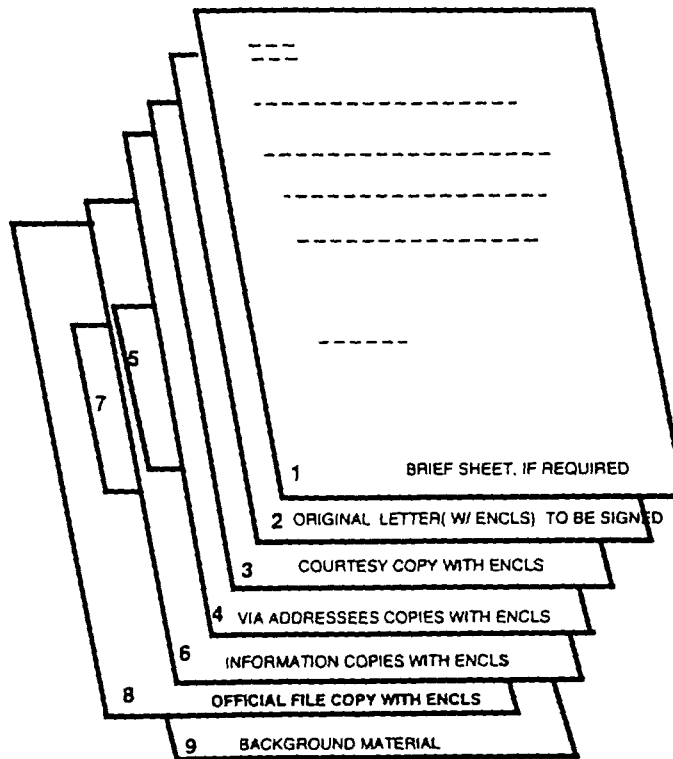 5
7
1 BRIEF SHEET, IF REQUIRED
2 ORIGINAL LETTER( W/ ENCLS) TO BE SIGNED
3 COURTESY COPY WITH ENCLS
4 VIA ADDRESSEES COPIES WITH ENCLS
6 INFORMATION COPIES WITH ENCLS
8 OFFICIAL FILE COPY WITH ENCLS
9 BACKGROUND MATERIAL